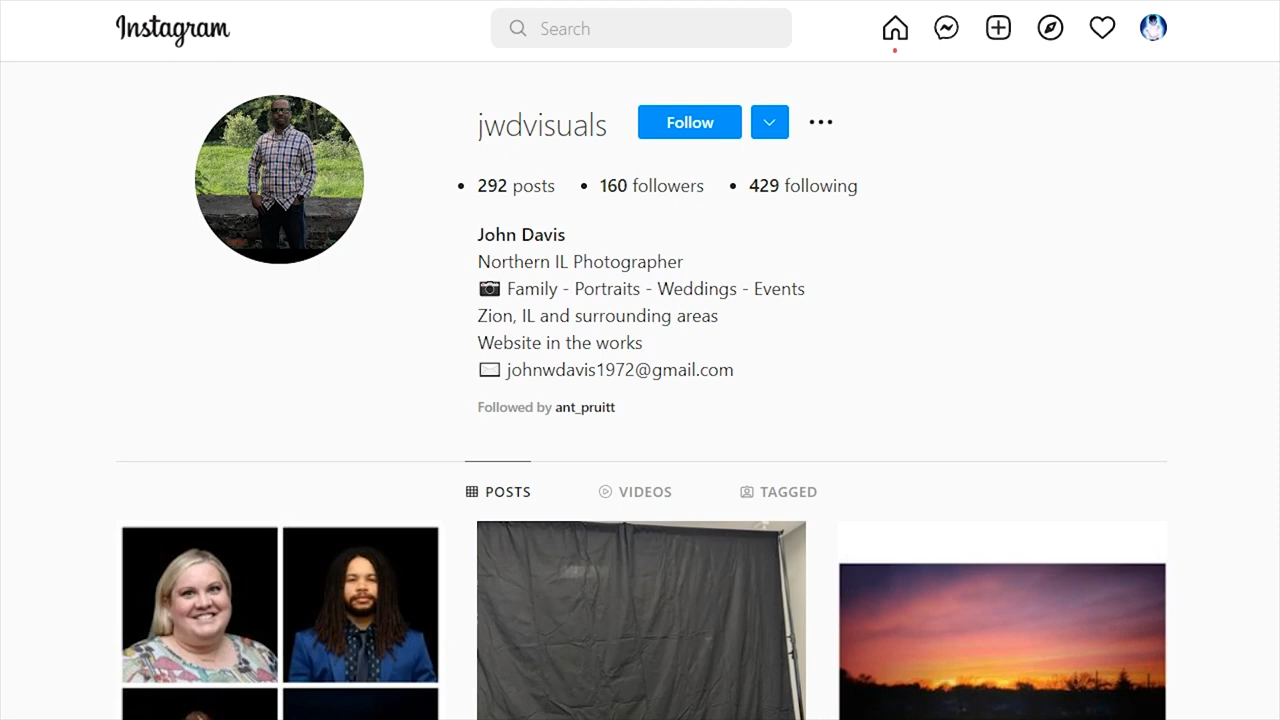 Instagram
Search
jwdvisuals
Follow
292 posts
160 followers
429 following
John Davis
Northern IL Photographer
Family - Portraits - Weddings - Events
Zion, IL and surrounding areas
Website in the works
johnwdavis1972@gmail.com
Followed by ant_pruitt
POSTS
VIDEOS
TAGGED